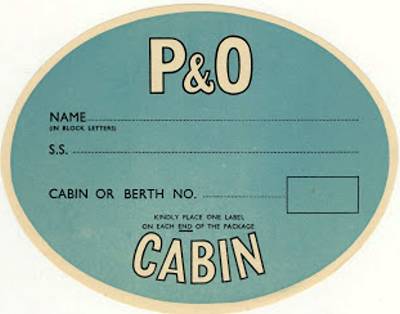 P&O
NAME
(IN BLOCK LETTERS)
S.S.
CABIN OR BERTH NO.
KINDLY PLACE ONE LABEL
ON EACH END OF THE PACKAGE
CABIN